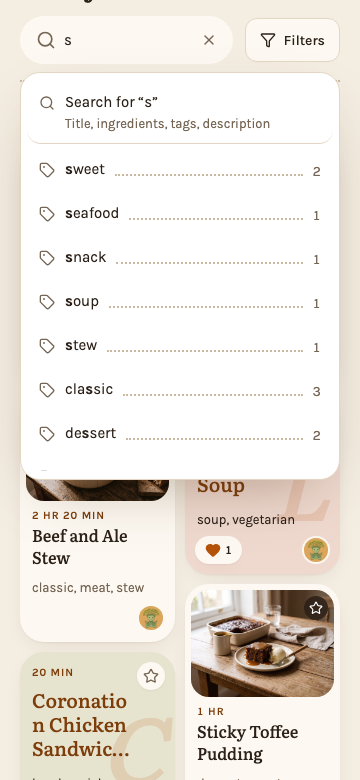 s
Filters
Search for “s”
Title, ingredients, tags, description
sweet 2
seafood 1
snack 1
soup 1
stew 1
classic 3
dessert 2
Soup
soup, vegetarian
1
2 HR 20 MIN
Beef and Ale
Stew
classic, meat, stew
20 MIN
Coronatio
n Chicken
Sandwic...
C
L
1 HR
Sticky Toffee
Pudding